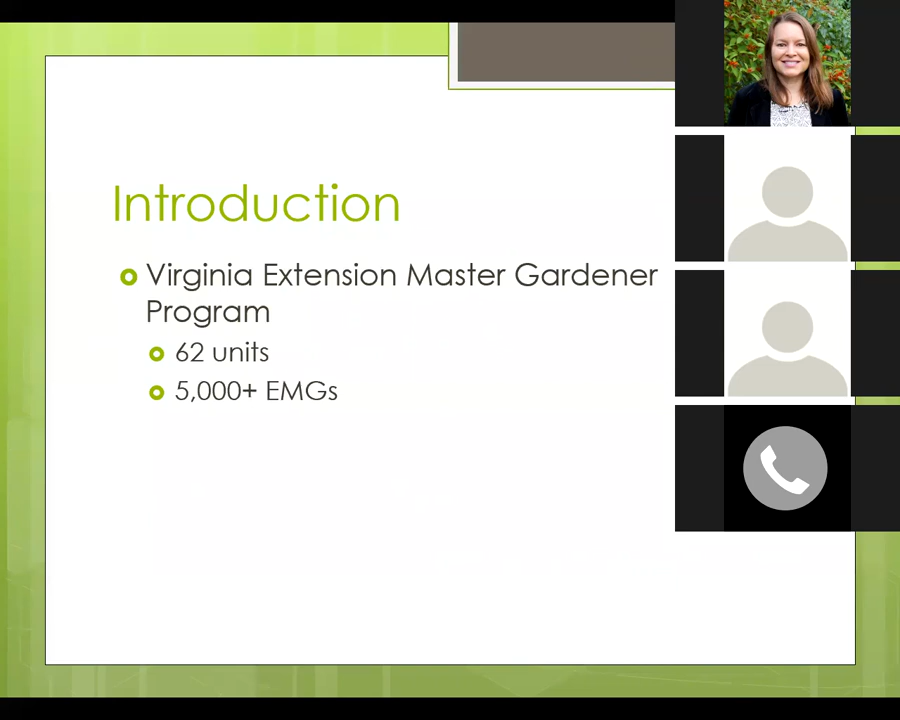 Introduction
Virginia Extension Master Gardener
Program
62 units
5,000+ EMGs